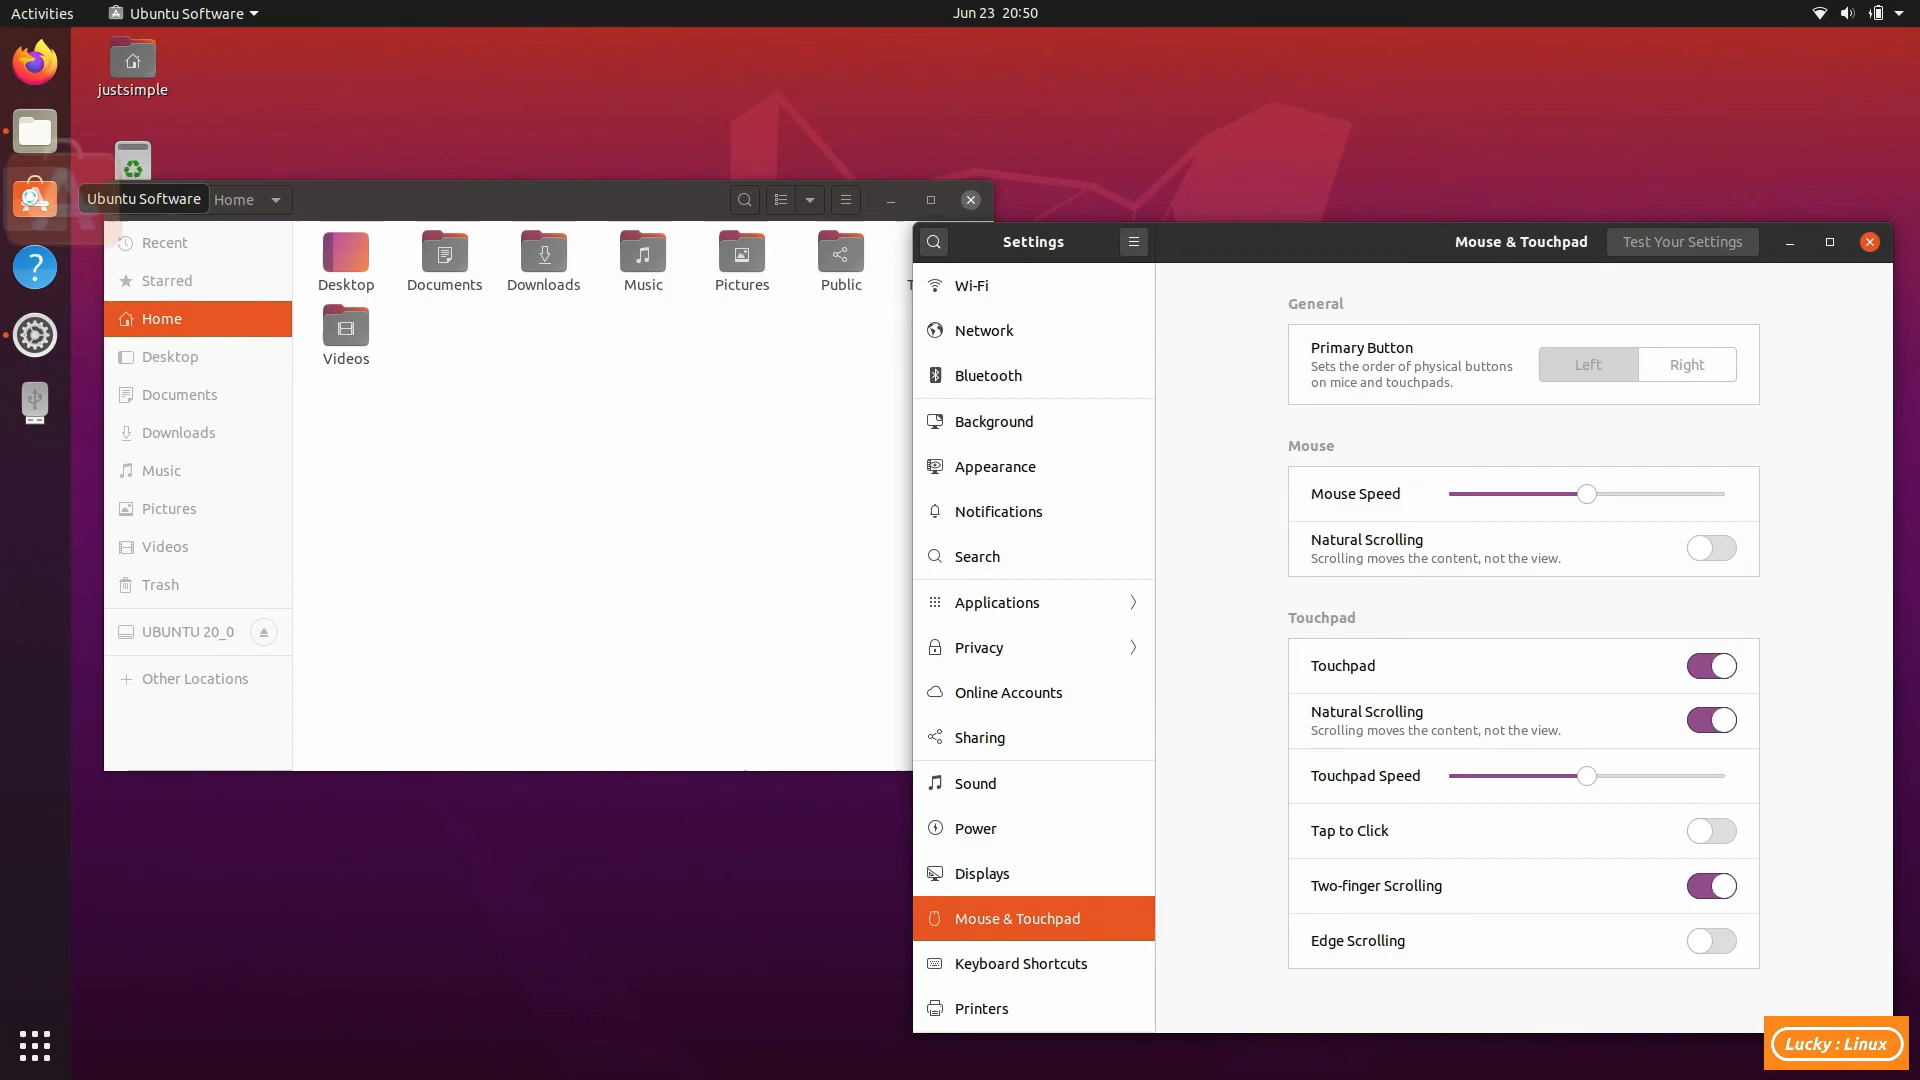 Activities
Ubuntu Software
Jun 23 20:50
justsimple
Ubuntu Software
Home
Recent
Starred
Home
Desktop
Documents
Downloads
Music
Pictures
Videos
Trash
UBUNTU 20_0
Other Locations
Desktop
Documents
Downloads
Music
Pictures
Public
Videos
Settings
Wi-Fi
Network
Bluetooth
Background
Appearance
Notifications
Search
Applications
Privacy
Online Accounts
Sharing
Sound
Power
Displays
Mouse & Touchpad
Keyboard Shortcuts
Printers
Mouse & Touchpad
Test Your Settings
General
Primary Button
Sets the order of physical buttons
on mice and touchpads.
Left
Right
Mouse
Mouse Speed
Natural Scrolling
Scrolling moves the content, not the view.
Touchpad
Touchpad
Natural Scrolling
Scrolling moves the content, not the view.
Touchpad Speed
Tap to Click
Two-finger Scrolling
Edge Scrolling
Lucky : Linux